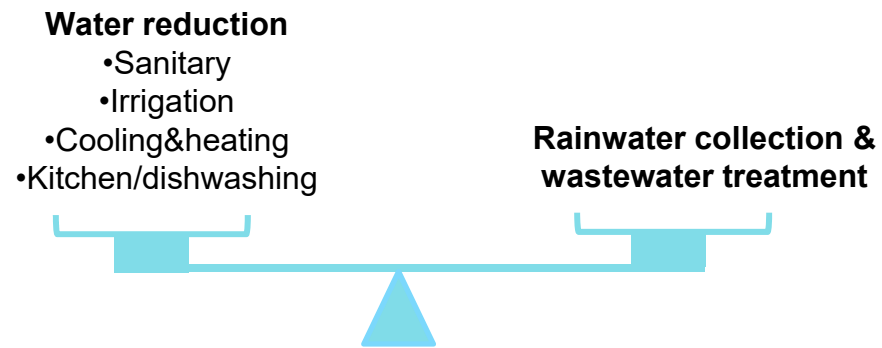 Water reduction
•Sanitary
•Irrigation
•Cooling&heating
•Kitchen/dishwashing
Rainwater collection &
wastewater treatment